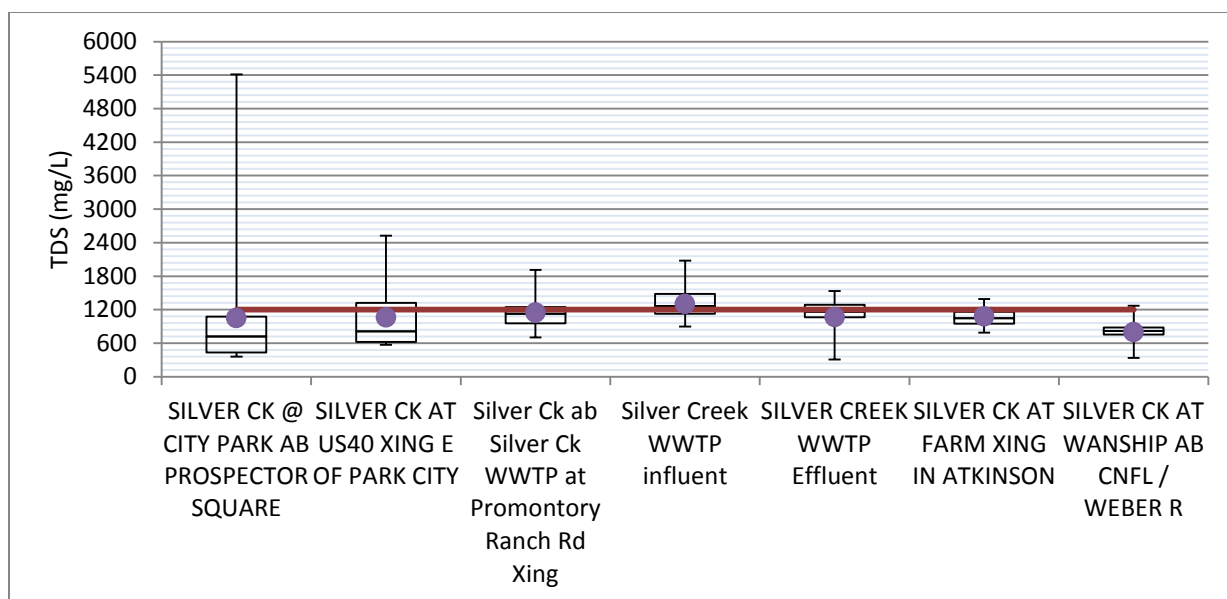 6000
5400
4800
4200
3600
3000
2400
1800
1200
600
0
TDS (mg/L)
SILVER CK @
CITY PARK AB
PROSPECTOR
SQUARE
SILVER CK AT
US40 XING E
OF PARK CITY
Silver Ck ab
Silver Ck
WWTP at
Promontory
Ranch Rd
Xing
Silver Creek
WWTP
influent
SILVER CREEK
WWTP
Effluent
SILVER CK AT
FARM XING
IN ATKINSON
SILVER CK AT
WANSHIP AB
CNFL /
WEBER R